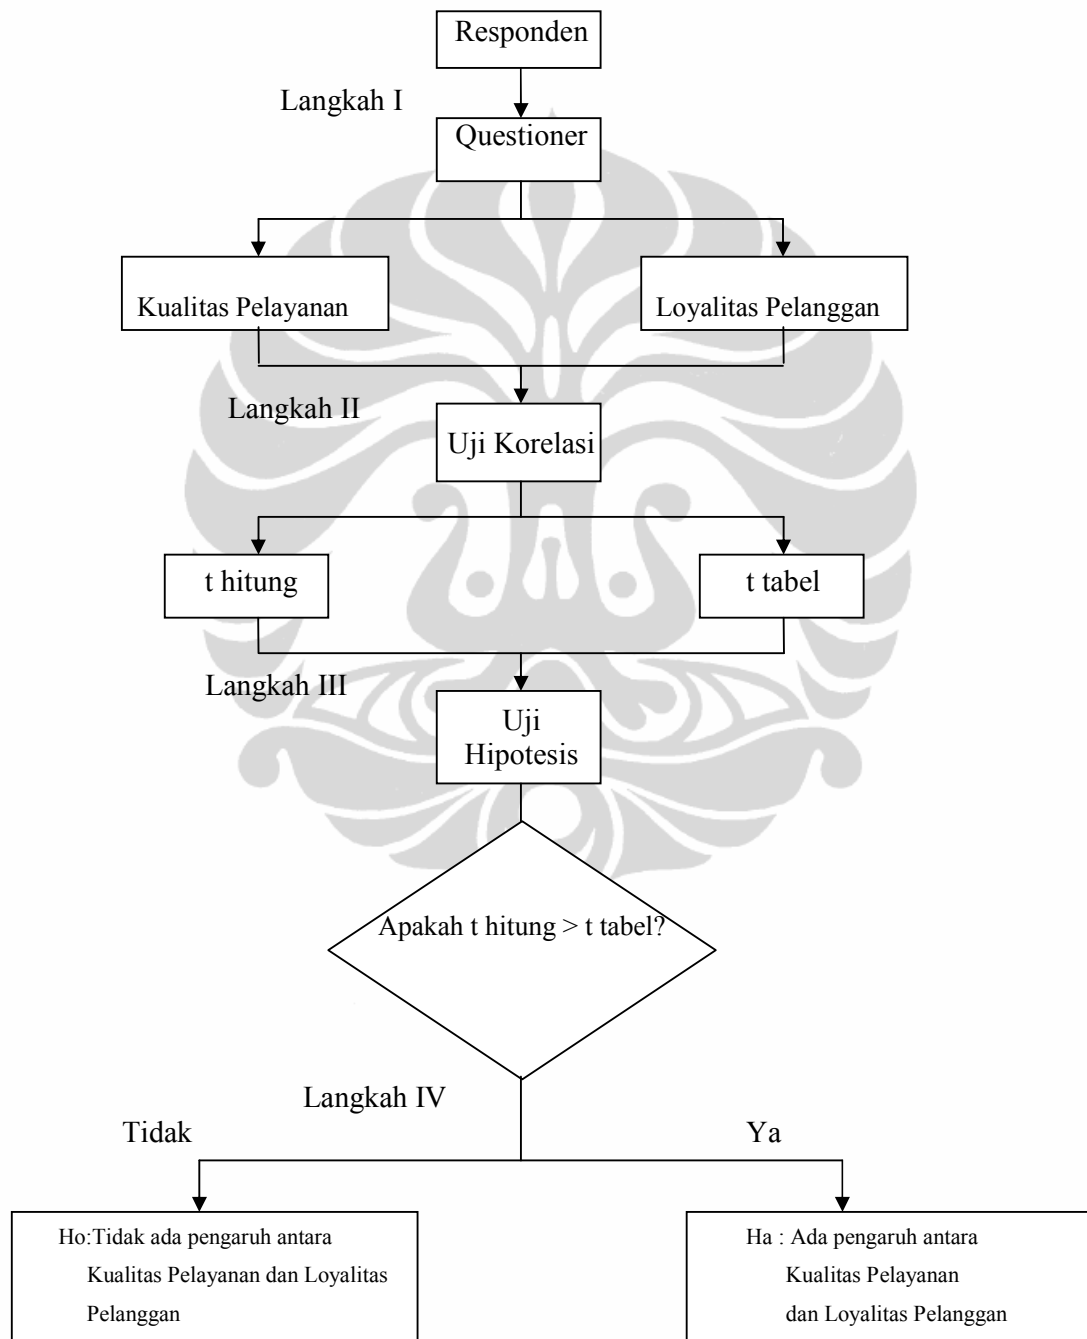 Responden
Langkah I
Questioner
Kualitas Pelayanan
Loyalitas Pelanggan
Langkah II
Uji Korelasi
t hitung
t tabel
Langkah III
Uji
Hipotesis
Apakah t hitung > t tabel?
Langkah IV
Tidak
Ya
Ho:Tidak ada pengaruh antara
Kualitas Pelayanan dan Loyalitas
Pelanggan
Ha : Ada pengaruh antara
Kualitas Pelayanan
dan Loyalitas Pelanggan